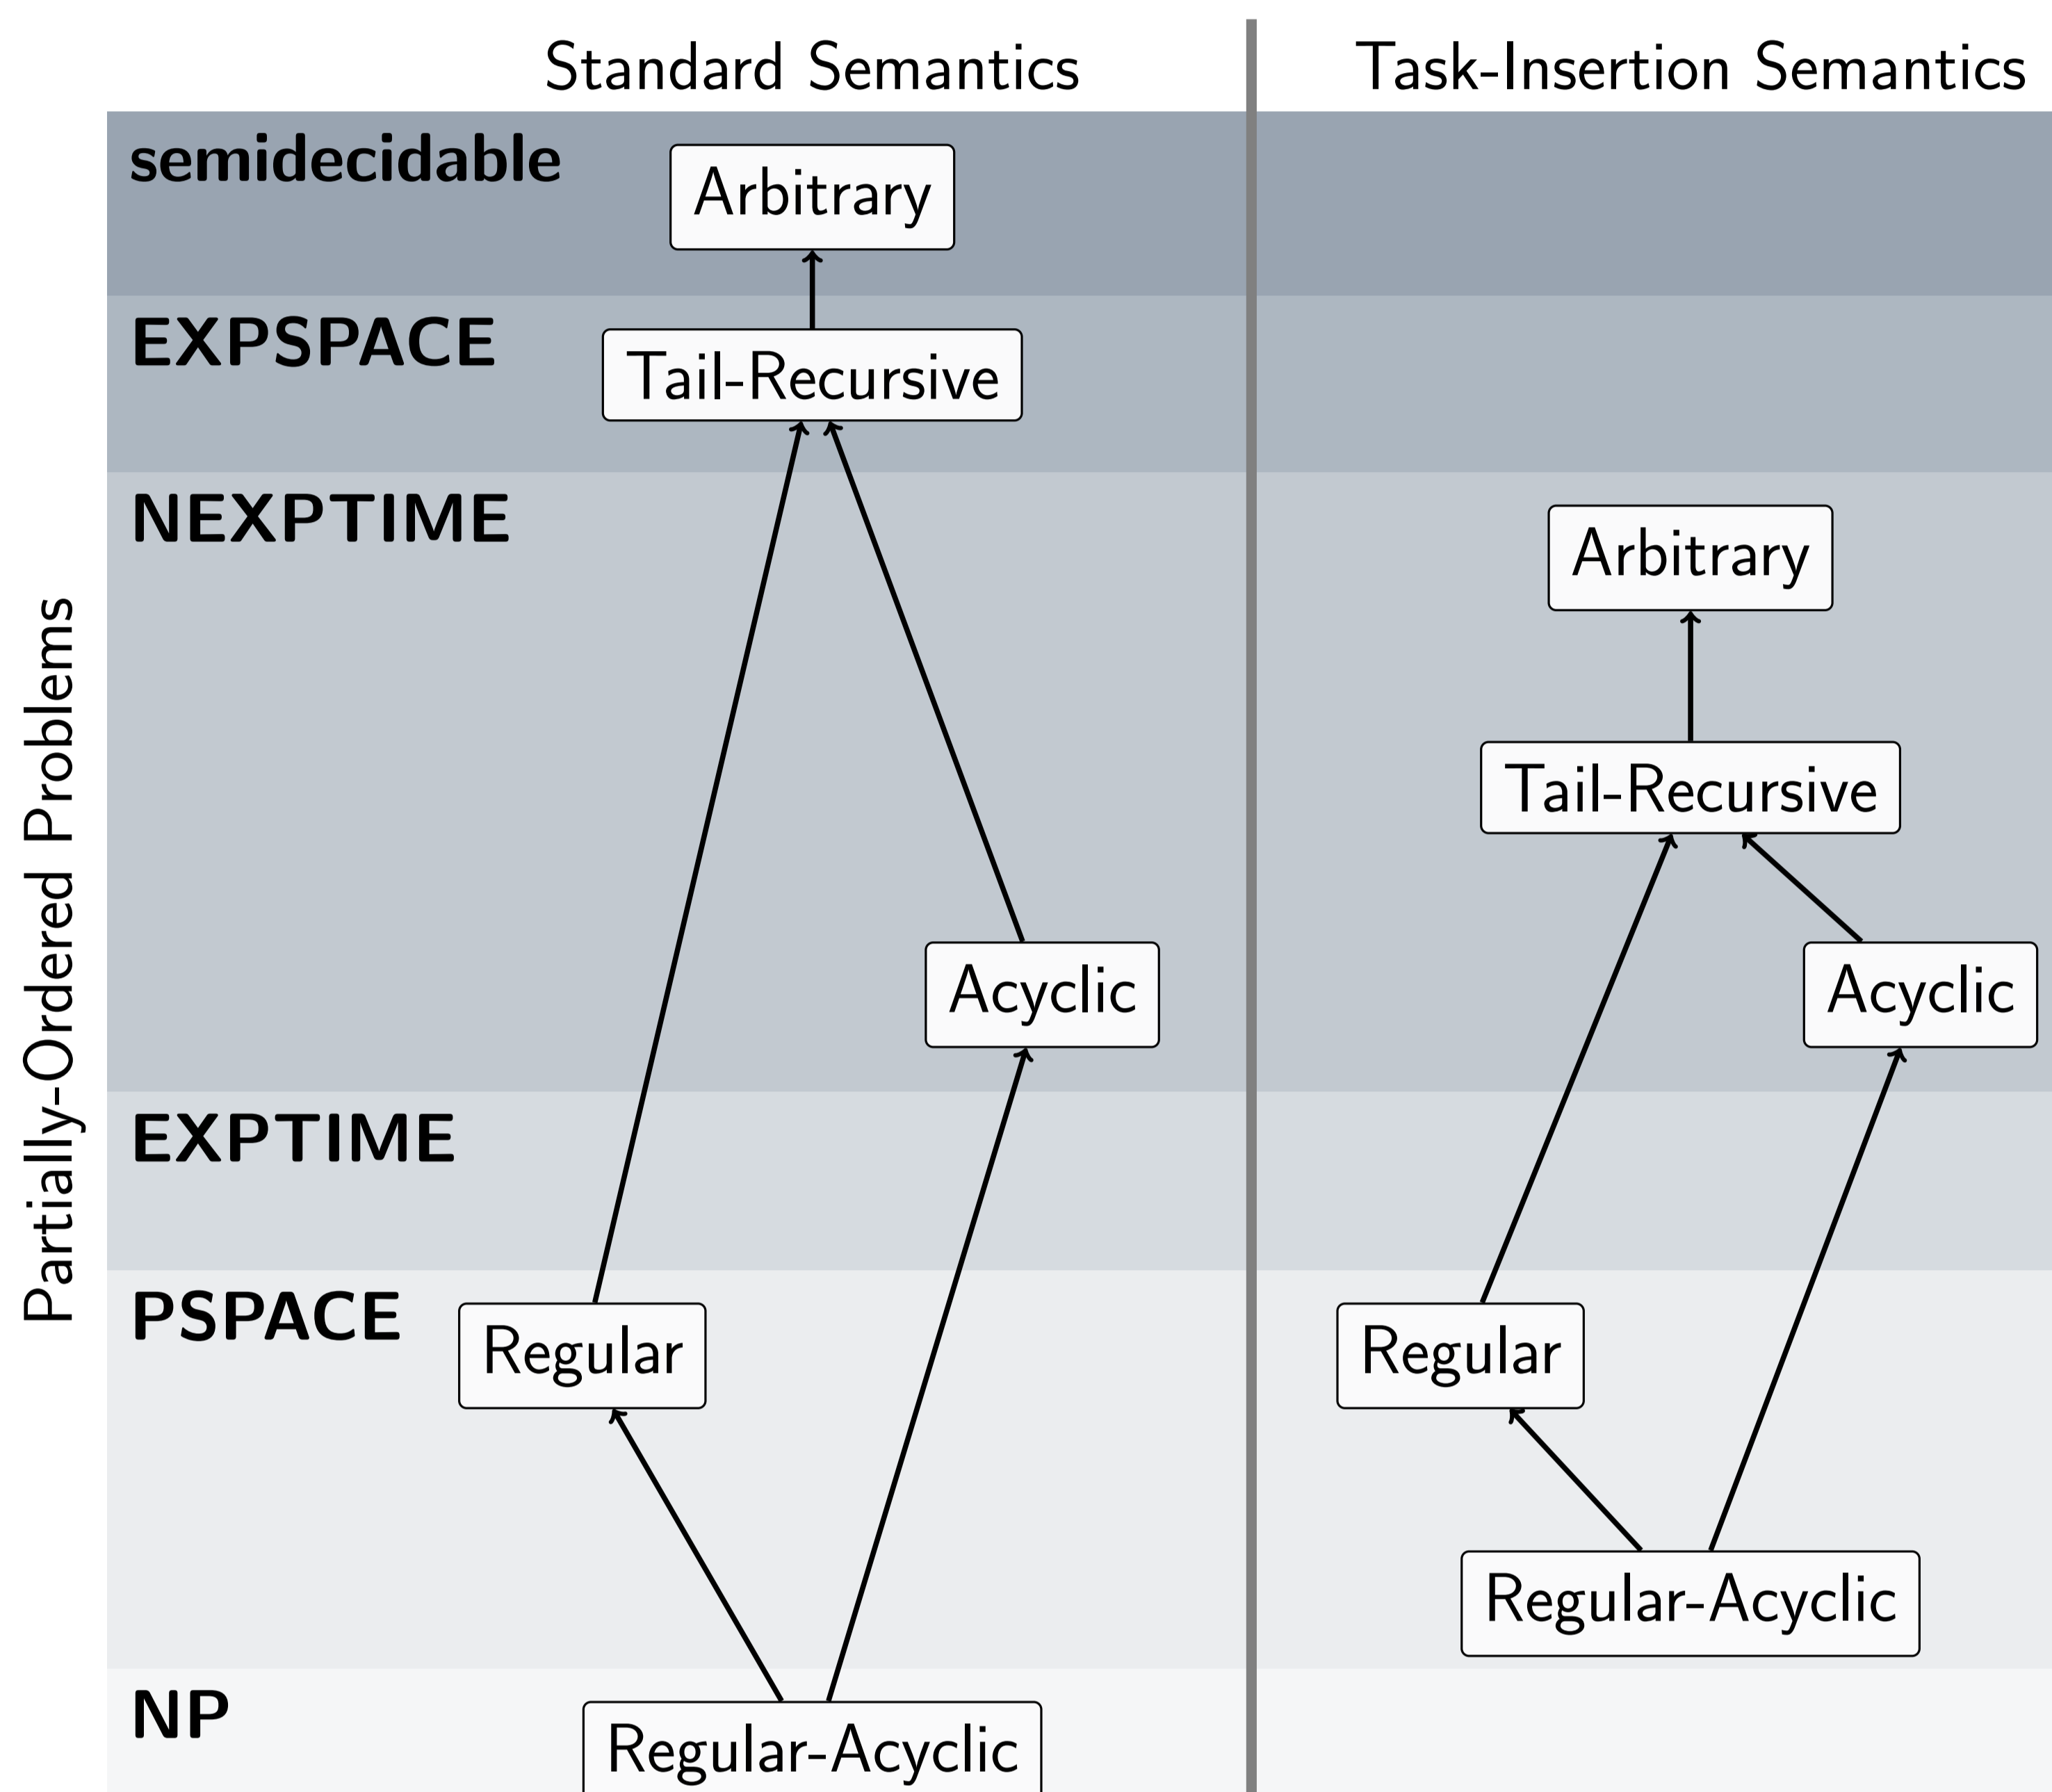 Standard Semantics
Task-Insertion Semantics
Partially-Ordered Problems
semidecidable
Arbitrary
EXPSPACE
Tail-Recursive
NEXPTIME
Arbitrary
Tail-Recursive
Acyclic
Acyclic
EXPTIME
PSPACE
Regular
Regular
Regular-Acyclic
NP
Regular-Acyclic